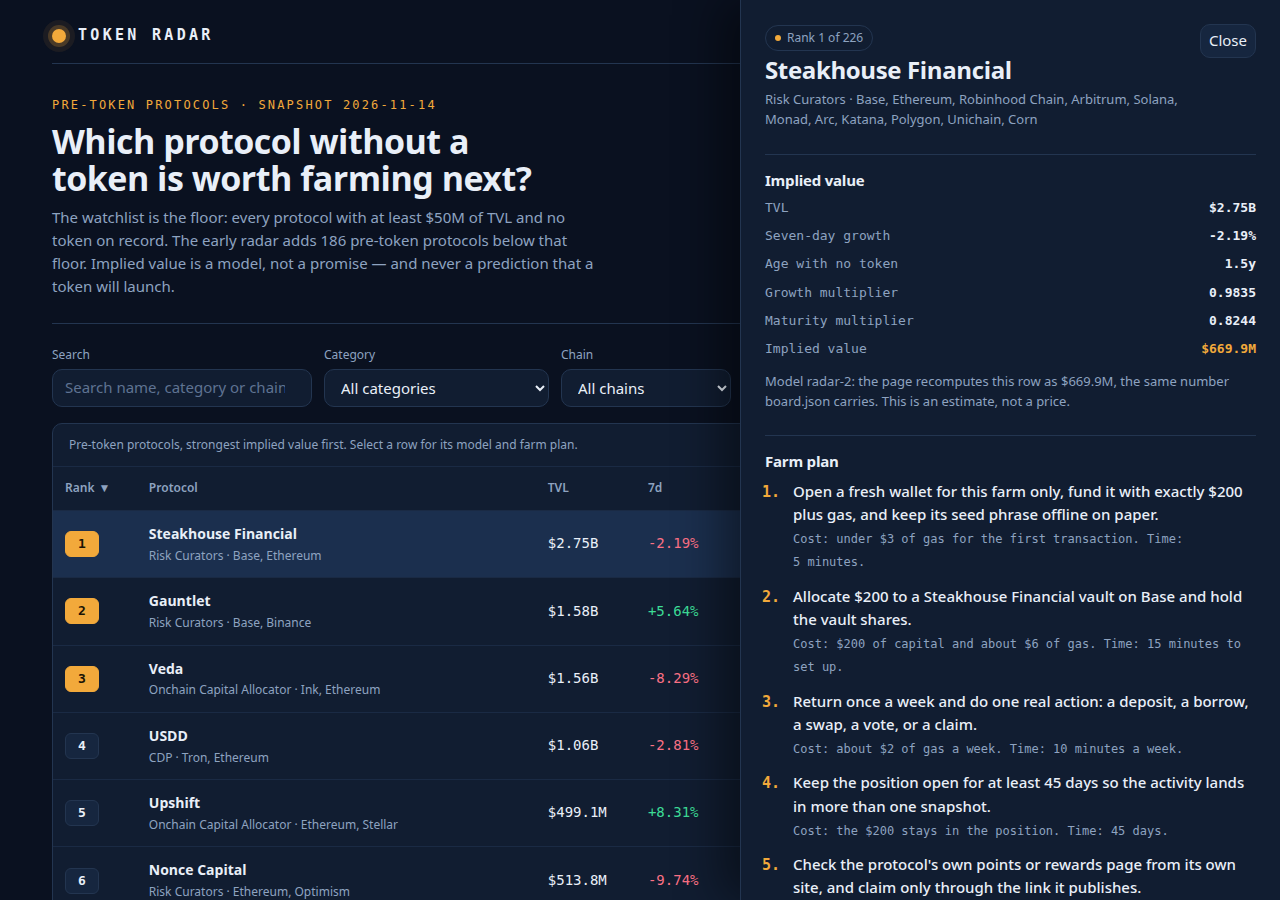 TOKEN RADAR
PRE-TOKEN PROTOCOLS · SNAPSHOT 2026-11-14
Which protocol without a
token is worth farming next?
The watchlist is the floor: every protocol with at least $50M of TVL and no
token on record. The early radar adds 186 pre-token protocols below that
floor. Implied value is a model, not a promise — and never a prediction that a
token will launch.
Search
Category
Chain
Search name, category or chain
All categories
All chains
Pre-token protocols, strongest implied value first. Select a row for its model and farm plan.
Rank ▼ Protocol TVL 7d
1 Steakhouse Financial $2.75B -2.19%
Risk Curators · Base, Ethereum
2 Gauntlet $1.58B +5.64%
Risk Curators · Base, Binance
3 Veda $1.56B -8.29%
Onchain Capital Allocator · Ink, Ethereum
4 USDD $1.06B -2.81%
CDP · Tron, Ethereum
5 Upshift $499.1M +8.31%
Onchain Capital Allocator · Ethereum, Stellar
6 Nonce Capital $513.8M -9.74%
Risk Curators · Ethereum, Optimism
Rank 1 of 226
Close
Steakhouse Financial
Risk Curators · Base, Ethereum, Robinhood Chain, Arbitrum, Solana,
Monad, Arc, Katana, Polygon, Unichain, Corn
Implied value
TVL $2.75B
Seven-day growth -2.19%
Age with no token 1.5y
Growth multiplier 0.9835
Maturity multiplier 0.8244
Implied value $669.9M
Model radar-2: the page recomputes this row as $669.9M, the same number
board.json carries. This is an estimate, not a price.
Farm plan
1. Open a fresh wallet for this farm only, fund it with exactly $200
plus gas, and keep its seed phrase offline on paper.
Cost: under $3 of gas for the first transaction. Time:
5 minutes.
2. Allocate $200 to a Steakhouse Financial vault on Base and hold
the vault shares.
Cost: $200 of capital and about $6 of gas. Time: 15 minutes to
set up.
3. Return once a week and do one real action: a deposit, a borrow,
a swap, a vote, or a claim.
Cost: about $2 of gas a week. Time: 10 minutes a week.
4. Keep the position open for at least 45 days so the activity lands
in more than one snapshot.
Cost: the $200 stays in the position. Time: 45 days.
5. Check the protocol's own points or rewards page from its own
site, and claim only through the link it publishes.